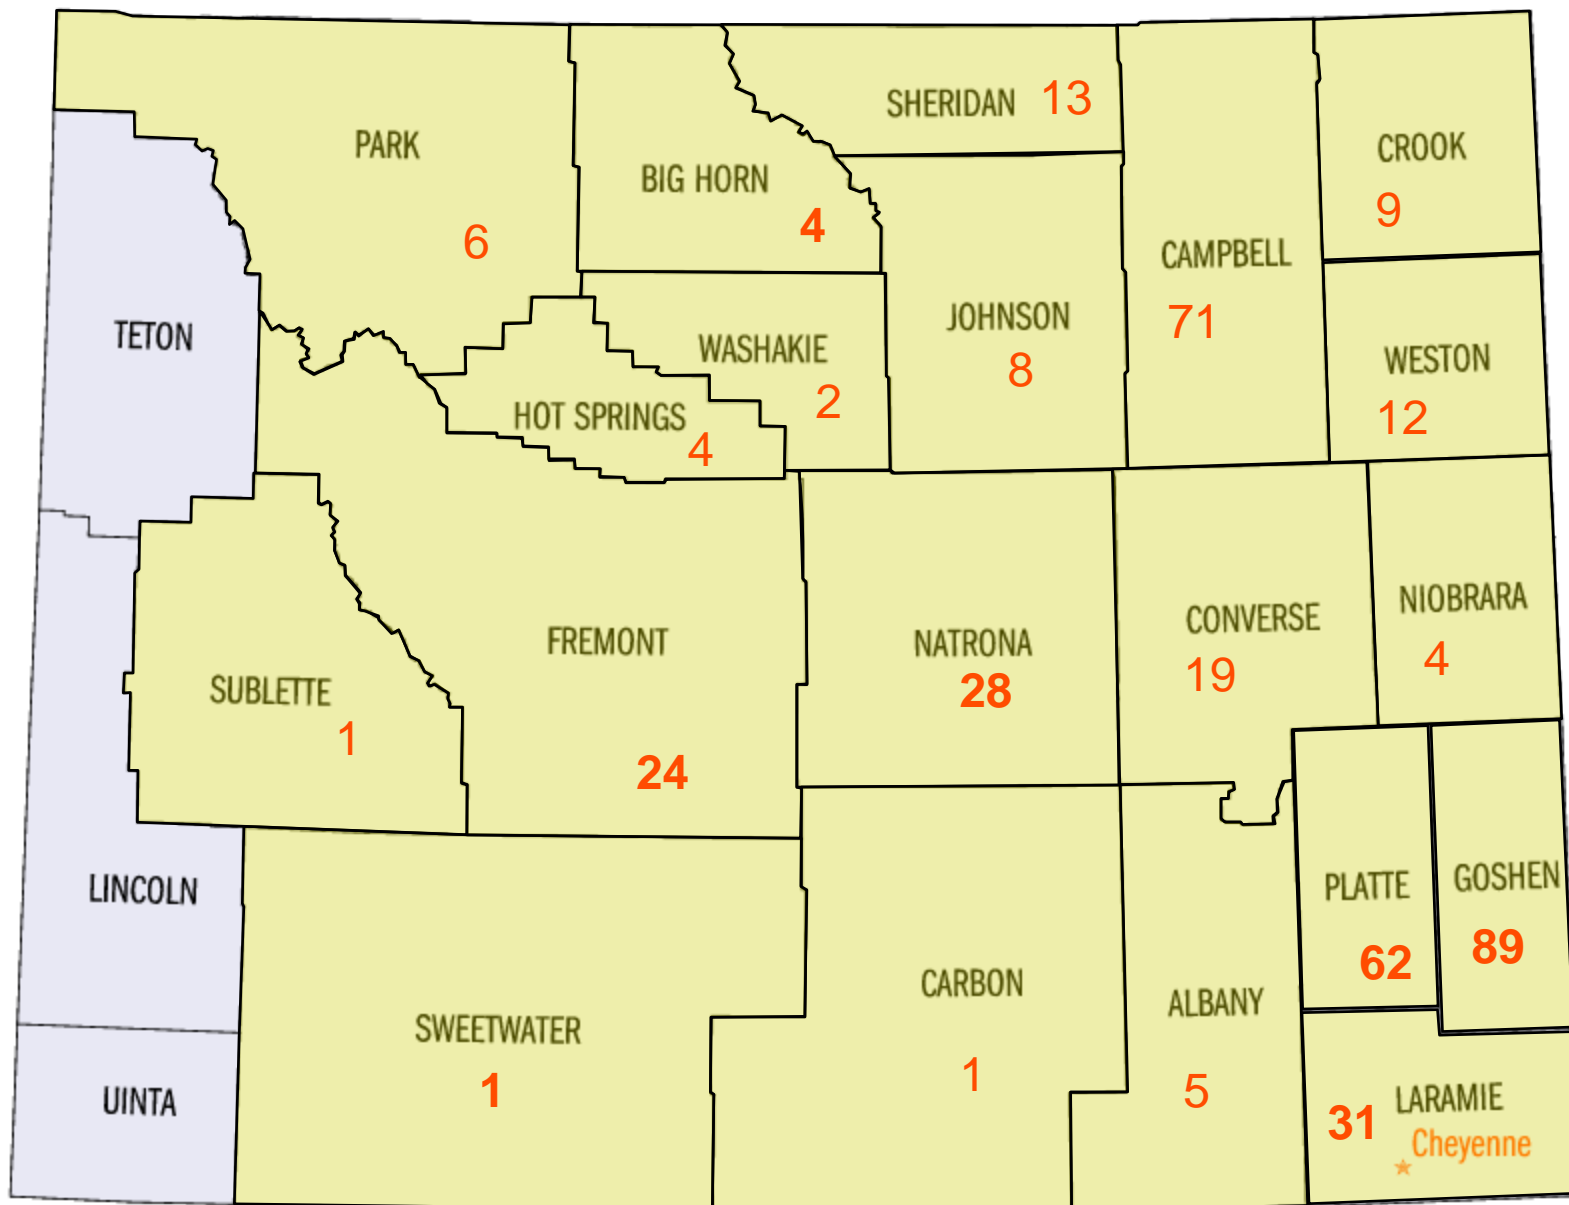 SHERIDAN 13
PARK
6
BIG HORN
4
CROOK
9
CAMPBELL
71
TETON
JOHNSON
8
WASHAKIE
2
WESTON
12
HOT SPRINGS
4
FREMONT
24
NATRONA
28
CONVERSE
19
NIOBRARA
4
SUBLETTE
1
LINCOLN
PLATTE
62
GOSHEN
89
SWEETWATER
1
CARBON
1
ALBANY
5
UINTA
31 LARAMIE
Cheyenne